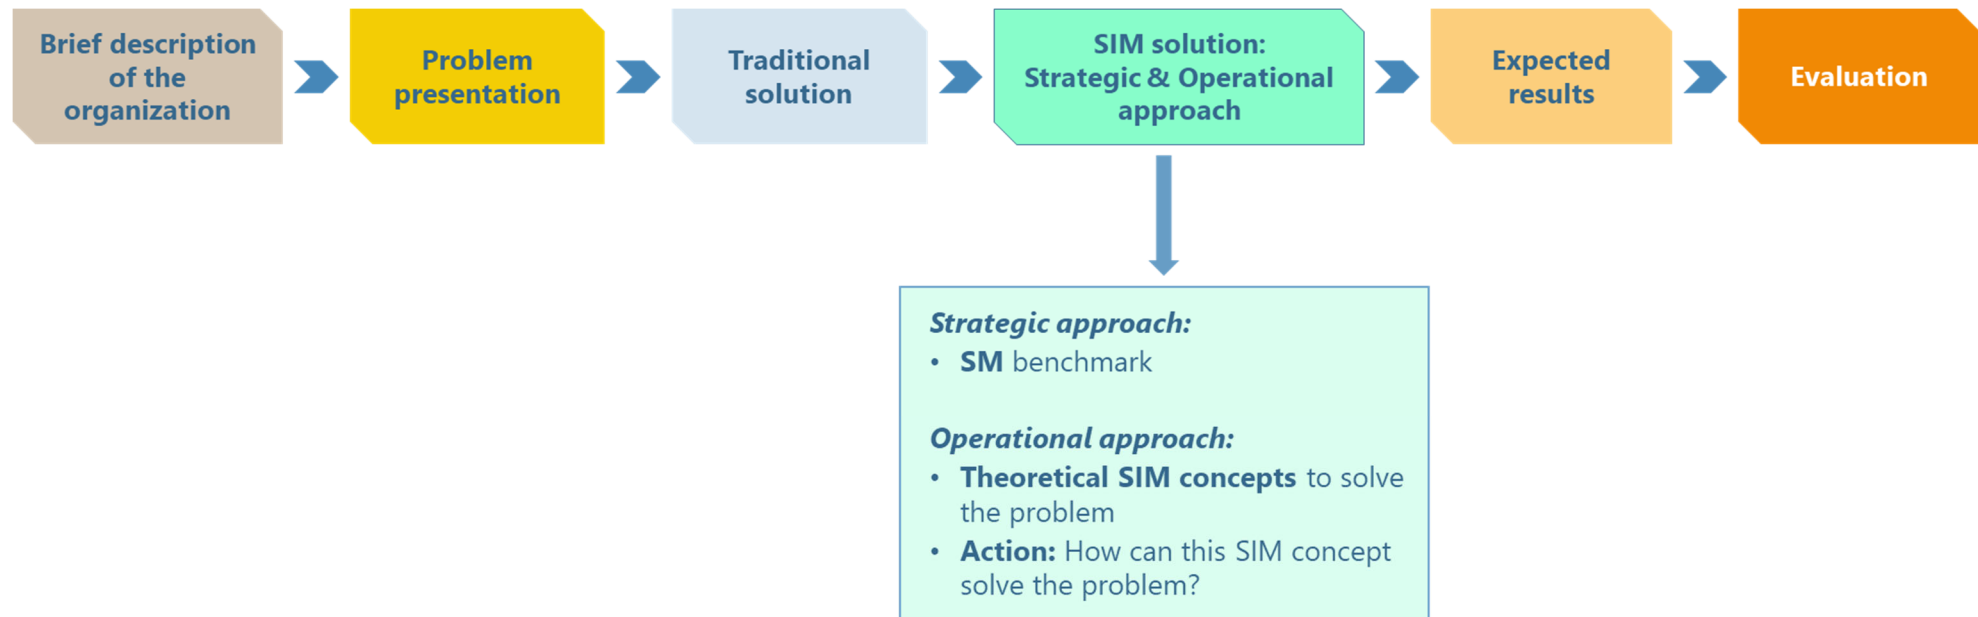 Brief description
of the
organization
Problem
presentation
Traditional
solution
SIM solution:
Strategic & Operational
approach
Expected
results
Evaluation
Strategic approach:
• SM benchmark
Operational approach:
• Theoretical SIM concepts to solve
the problem
• Action: How can this SIM concept
solve the problem?